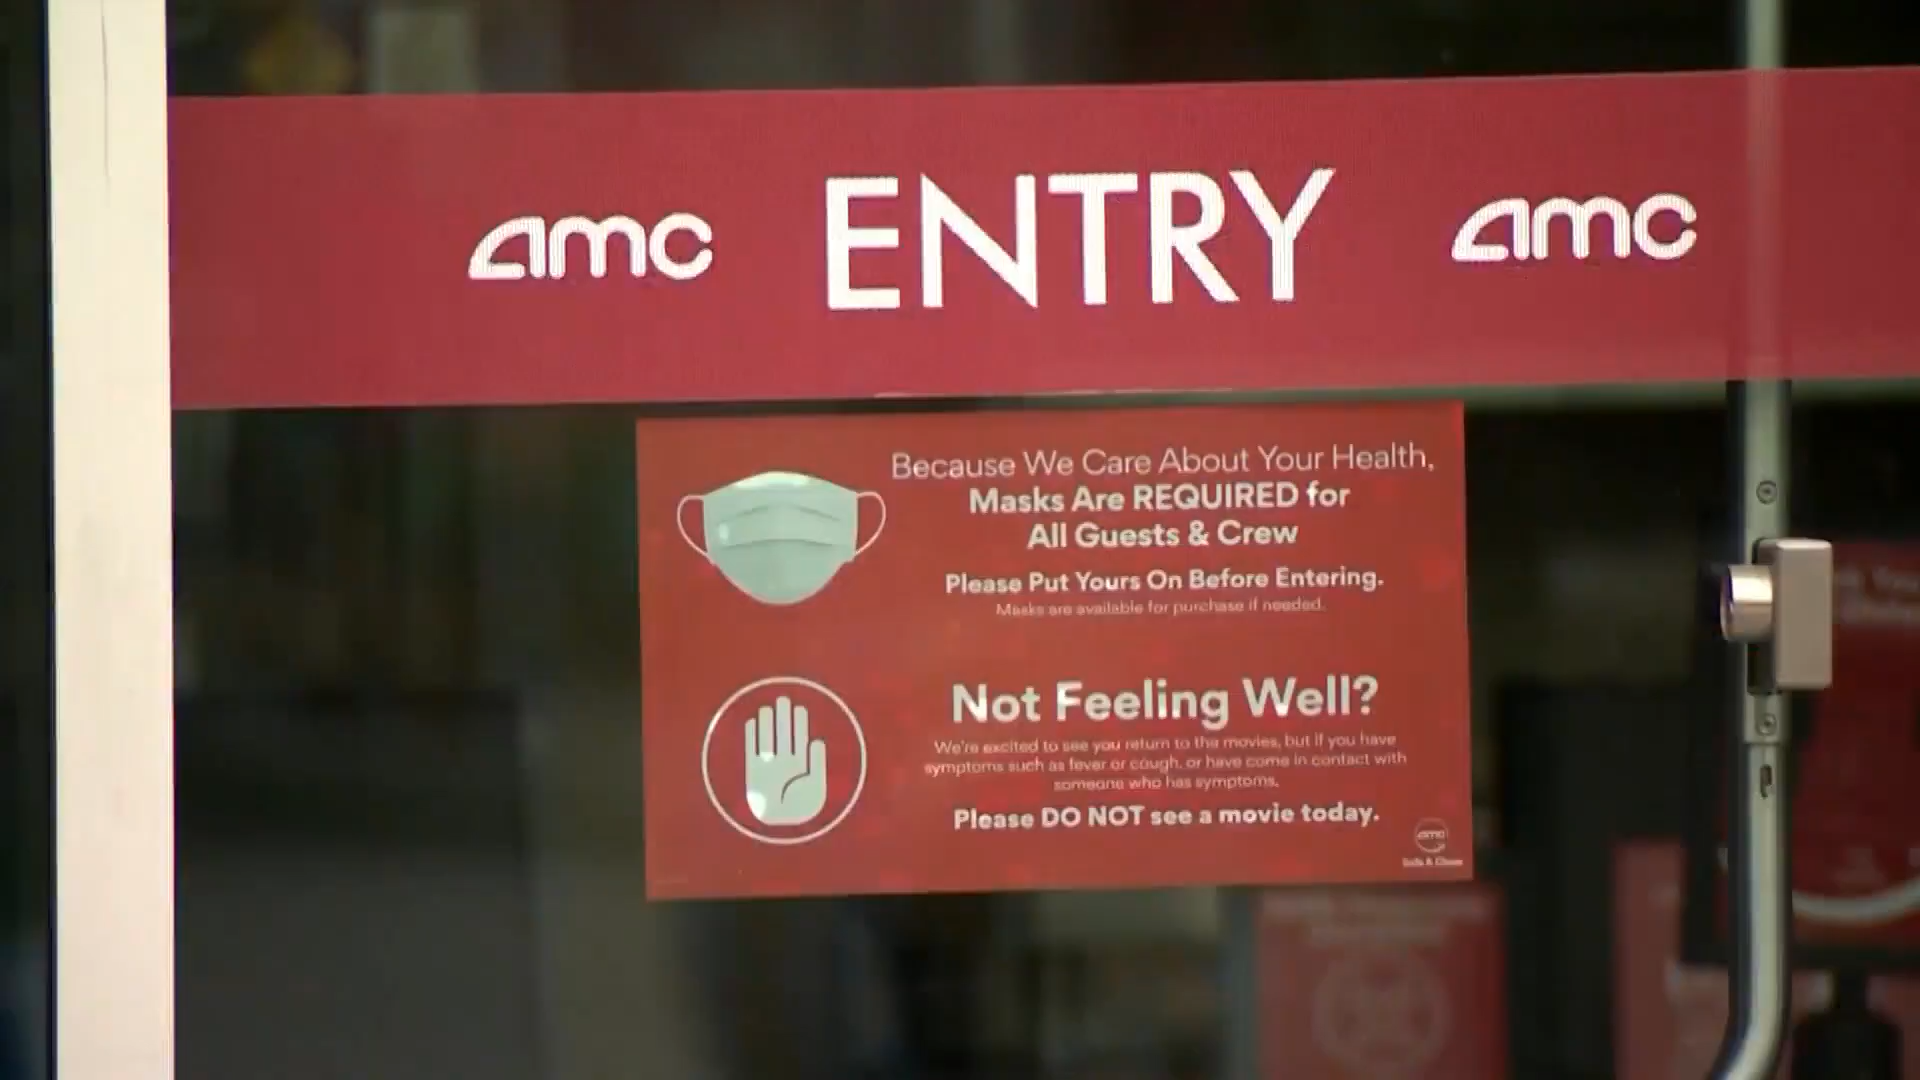 amc ENTRY amc
Because We Care About Your Health,
Masks Are REQUIRED for
All Guests & Crew
Please Put Yours On Before Entering.
Masks are available for purchase if needed.
Not Feeling Well?
We're excited to see you return to the movies, but if you have
symptoms such as fever or cough, or have come in contact with
someone who has symptoms,
Please DO NOT see a movie today.
amc
Safe & Clean